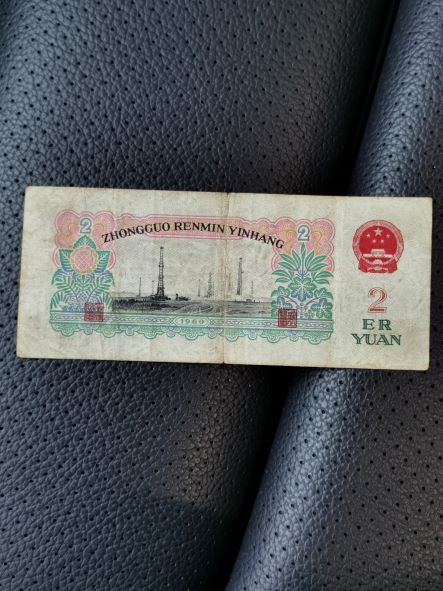 2
2
ZHONGGUO RENMIN YINHANG
1960
2
ER
YUAN